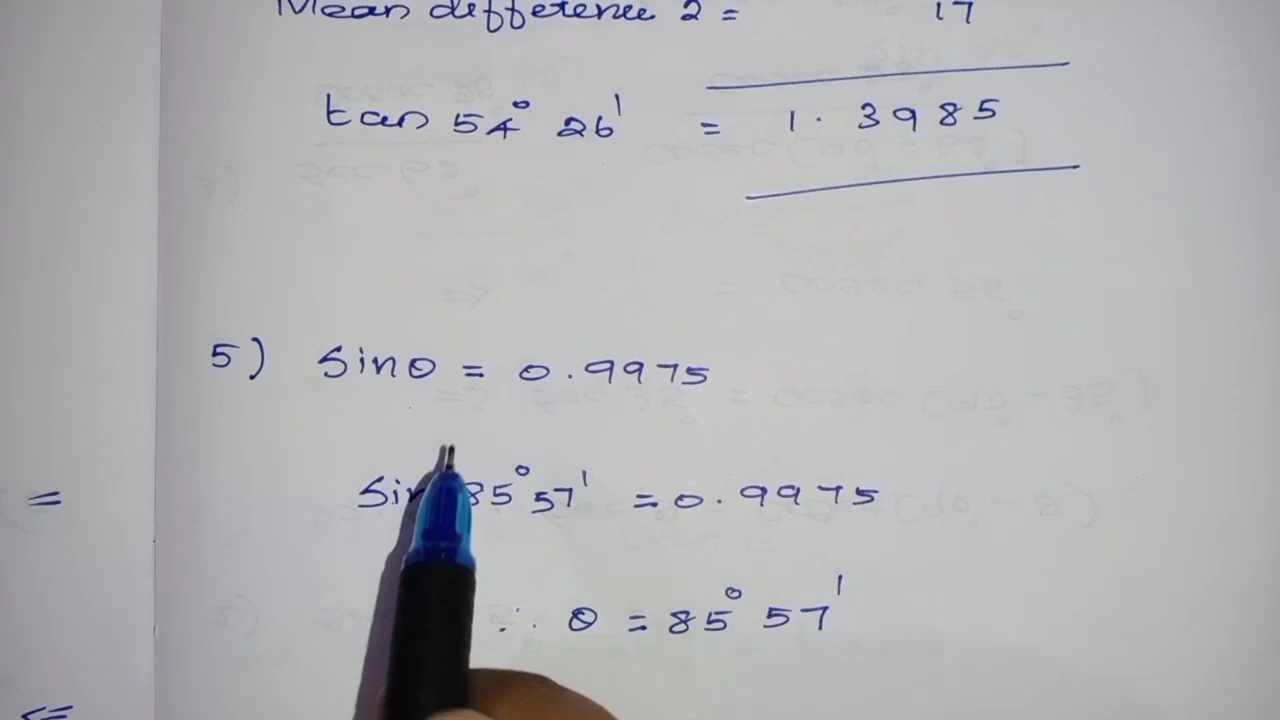 Mean difference 2 = 17
tan 54° 26' = 1.3985
5) Sinθ = 0.9975
Sin 85° 57' = 0.9975
∴ θ = 85° 57'
=